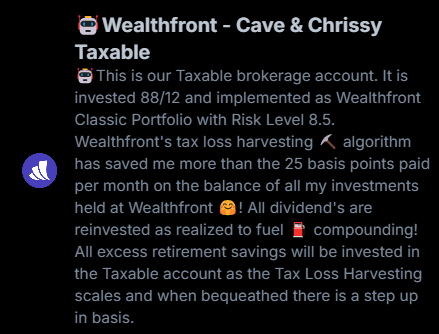 🤖Wealthfront - Cave & Chrissy
Taxable
🤖This is our Taxable brokerage account. It is
invested 88/12 and implemented as Wealthfront
Classic Portfolio with Risk Level 8.5.
Wealthfront's tax loss harvesting ⛏️ algorithm
has saved me more than the 25 basis points paid
per month on the balance of all my investments
held at Wealthfront 🤗! All dividend's are
reinvested as realized to fuel ⛽ compounding!
All excess retirement savings will be invested in
the Taxable account as the Tax Loss Harvesting
scales and when bequeathed there is a step up
in basis.